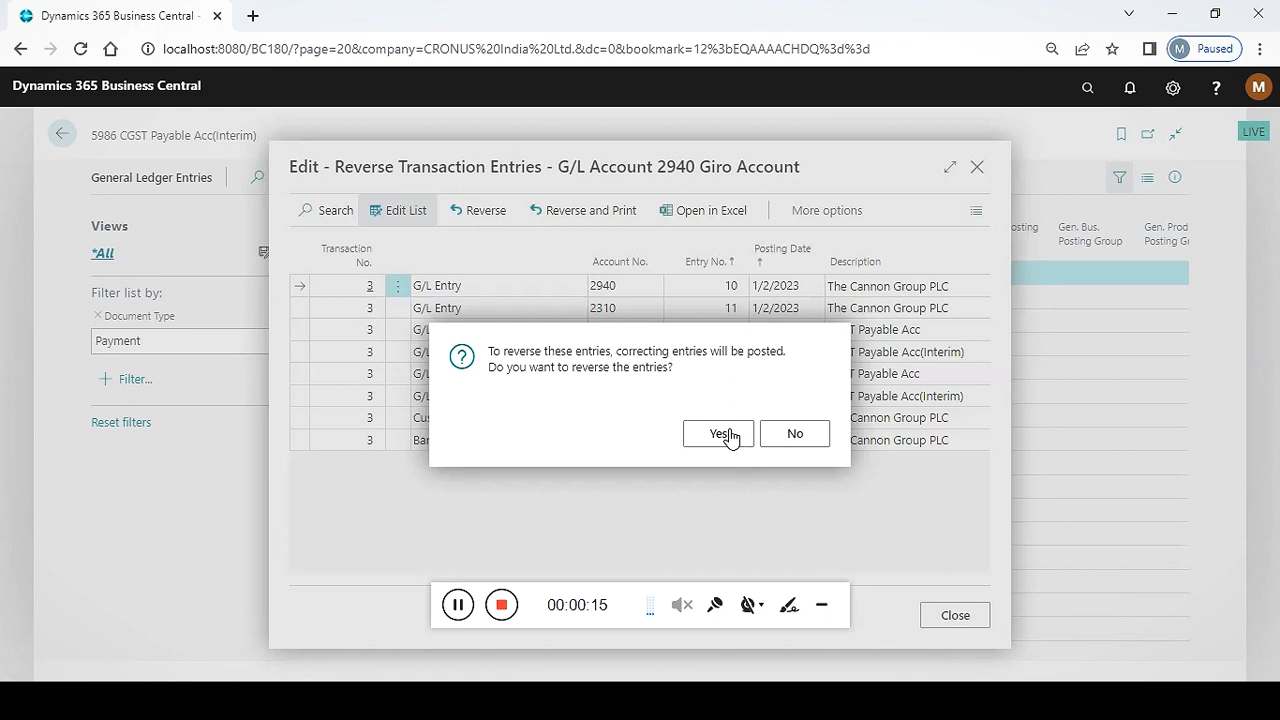 Dynamics 365 Business Central -
M Paused
localhost:8080/BC180/?page=20&company=CRONUS%20India%20Ltd.&dc=0&bookmark=12%3bEQAAAACHDQ%3d%3d
Dynamics 365 Business Central
? M
5986 CGST Payable Acc(Interim)
LIVE
General Ledger Entries
Views
*All
Filter list by:
× Document Type
Payment
Filter...
Reset filters
osting
Gen. Bus.
Posting Group
Gen. Prod
Posting G
Edit - Reverse Transaction Entries - G/L Account 2940 Giro Account
Search Edit List Reverse Reverse and Print Open in Excel More options
Transaction
No.
Account No.
Entry No. ↑
Posting Date
↑
Description
3 G/L Entry 2940 10 1/2/2023 The Cannon Group PLC
3 G/L Entry 2310 11 1/2/2023 The Cannon Group PLC
3 G/L T Payable Acc
3 G/L T Payable Acc(Interim)
3 G/L T Payable Acc
3 G/L T Payable Acc(Interim)
3 Cus Cannon Group PLC
3 Ban Cannon Group PLC
? To reverse these entries, correcting entries will be posted.
Do you want to reverse the entries?
Yes No
00:00:15
Close